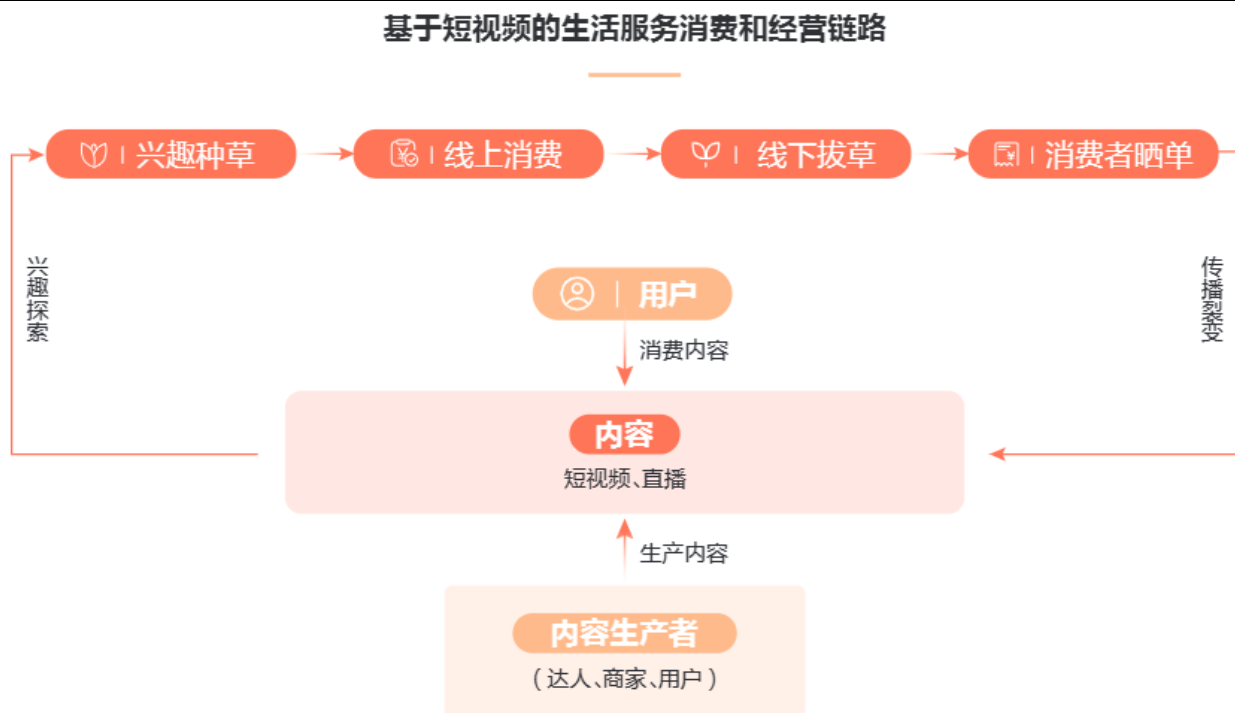 基于短视频的生活服务消费和经营链路
兴趣种草
线上消费
线下拔草
消费者晒单
兴趣探索
传播裂变
用户
消费内容
内容
短视频、直播
生产内容
内容生产者
(达人、商家、用户)